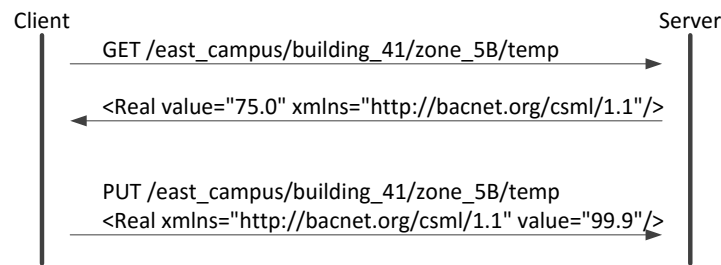 Client
Server
GET /east_campus/building_41/zone_5B/temp
<Real value="75.0" xmlns="http://bacnet.org/csml/1.1"/>
PUT /east_campus/building_41/zone_5B/temp
<Real xmlns="http://bacnet.org/csml/1.1" value="99.9"/>